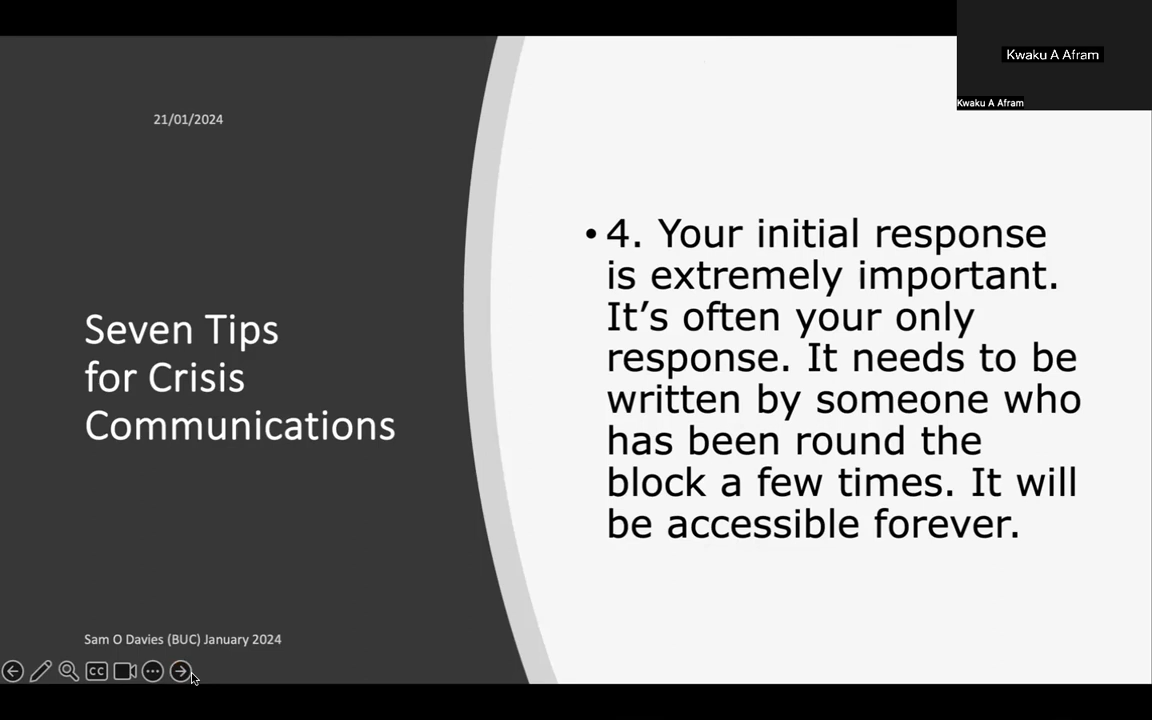 Kwaku A Afram
Kwaku A Afram
21/01/2024
Seven Tips
for Crisis
Communications
• 4. Your initial response
is extremely important.
It’s often your only
response. It needs to be
written by someone who
has been round the
block a few times. It will
be accessible forever.
Sam O Davies (BUC) January 2024
CC